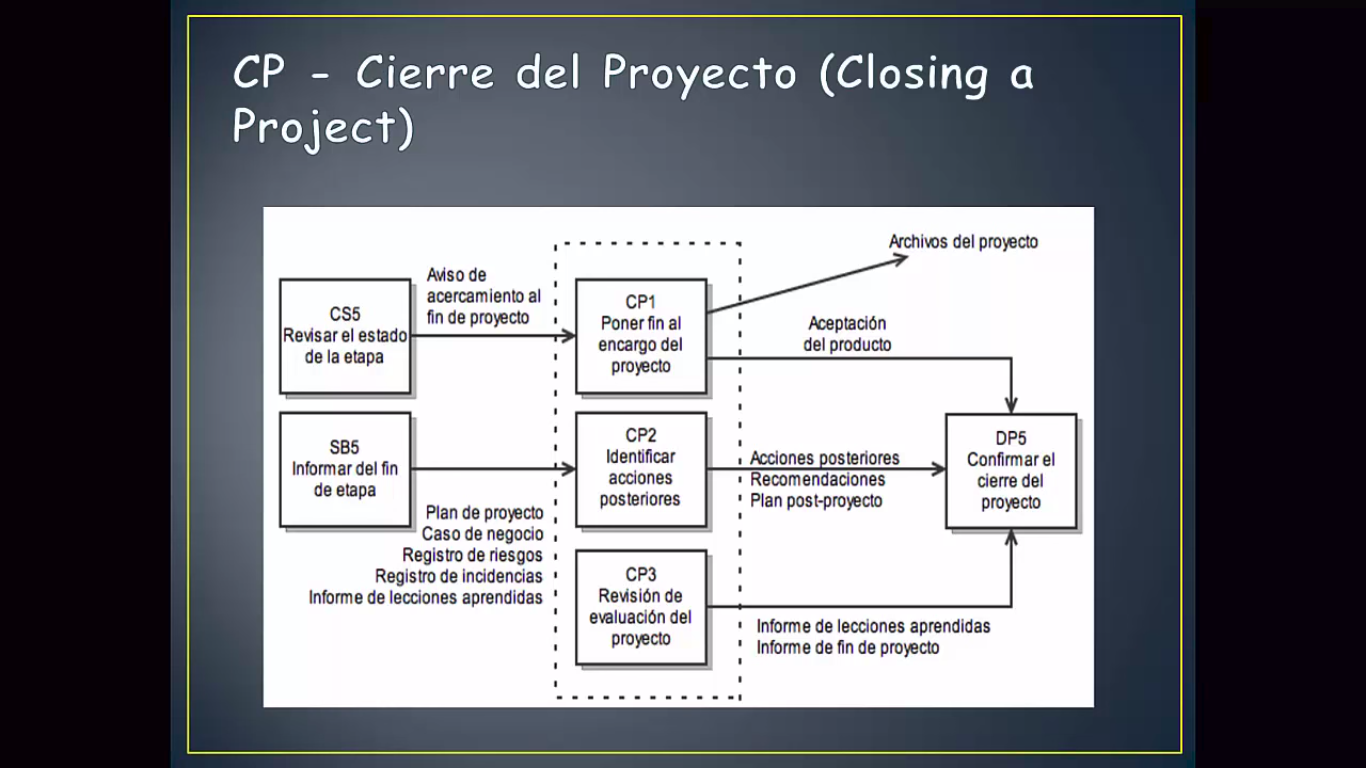 CP - Cierre del Proyecto (Closing a
Project)
Archivos del proyecto
Aviso de
acercamiento al
fin de proyecto
CS5
Revisar el estado
de la etapa
CP1
Poner fin al
encargo del
proyecto
Aceptación
del producto
SB5
Informar del fin
de etapa
CP2
Identificar
acciones
posteriores
Acciones posteriores
Recomendaciones
Plan post-proyecto
DP5
Confirmar el
cierre del
proyecto
Plan de proyecto
Caso de negocio
Registro de riesgos
Registro de incidencias
Informe de lecciones aprendidas
CP3
Revisión de
evaluación del
proyecto
Informe de lecciones aprendidas
Informe de fin de proyecto